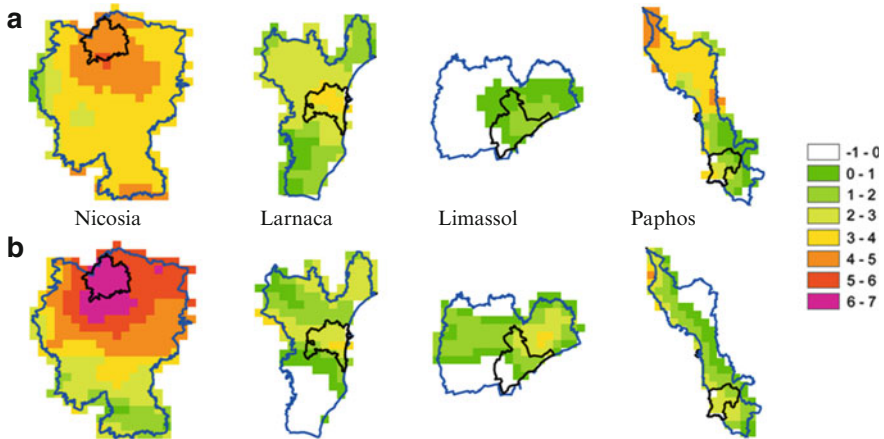 a
Nicosia
Larnaca
Limassol
Paphos
b
-1 - 0
0 - 1
1 - 2
2 - 3
3 - 4
4 - 5
5 - 6
6 - 7